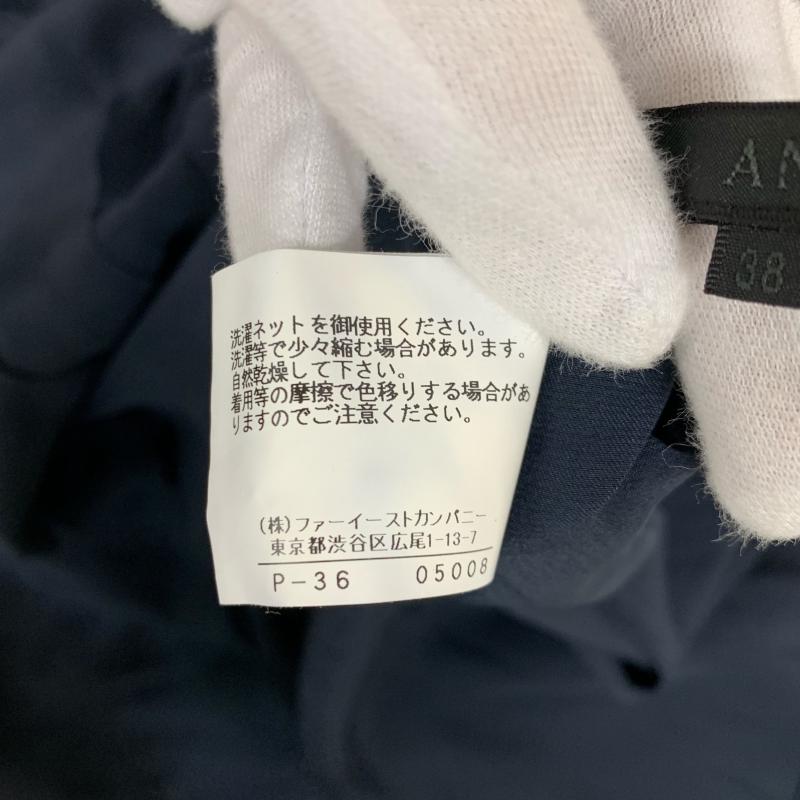 洗濯ネットを御使用ください。
洗濯等で少々縮む場合があります。
自然乾燥して下さい。
着用等の摩擦で色移りする場合があ
りますのでご注意ください。
(株)ファーイーストカンパニー
東京都渋谷区広尾1-13-7
P-36 05008
38